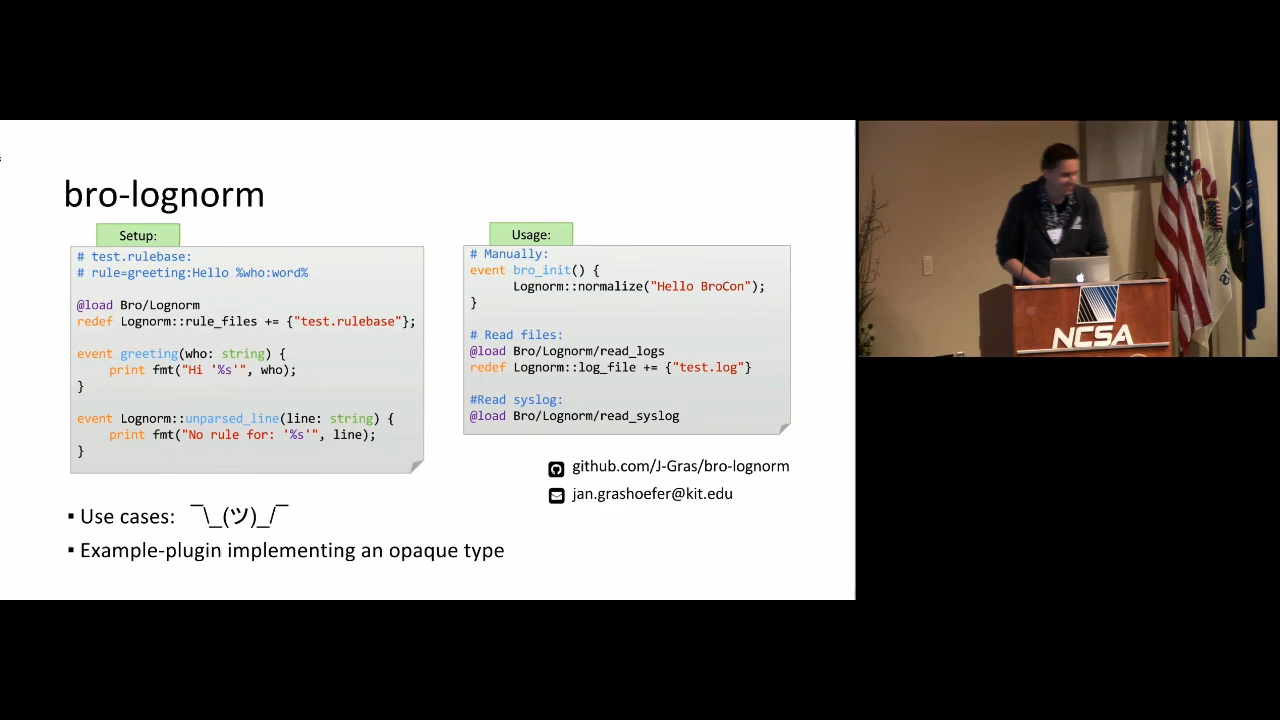 bro-lognorm
Setup:
# test.rulebase:
# rule=greeting:Hello %who:word%
@load Bro/Lognorm
redef Lognorm::rule_files += {"test.rulebase"};
event greeting(who: string) {
print fmt("Hi '%s'", who);
}
event Lognorm::unparsed_line(line: string) {
print fmt("No rule for: '%s'", line);
}
Usage:
# Manually:
event bro_init() {
Lognorm::normalize("Hello BroCon");
}
# Read files:
@load Bro/Lognorm/read_logs
redef Lognorm::log_file += {"test.log"}
#Read syslog:
@load Bro/Lognorm/read_syslog
github.com/J-Gras/bro-lognorm
jan.grashoefer@kit.edu
▪ Use cases: ¯\_(ツ)_/¯
▪ Example-plugin implementing an opaque type
NCSA